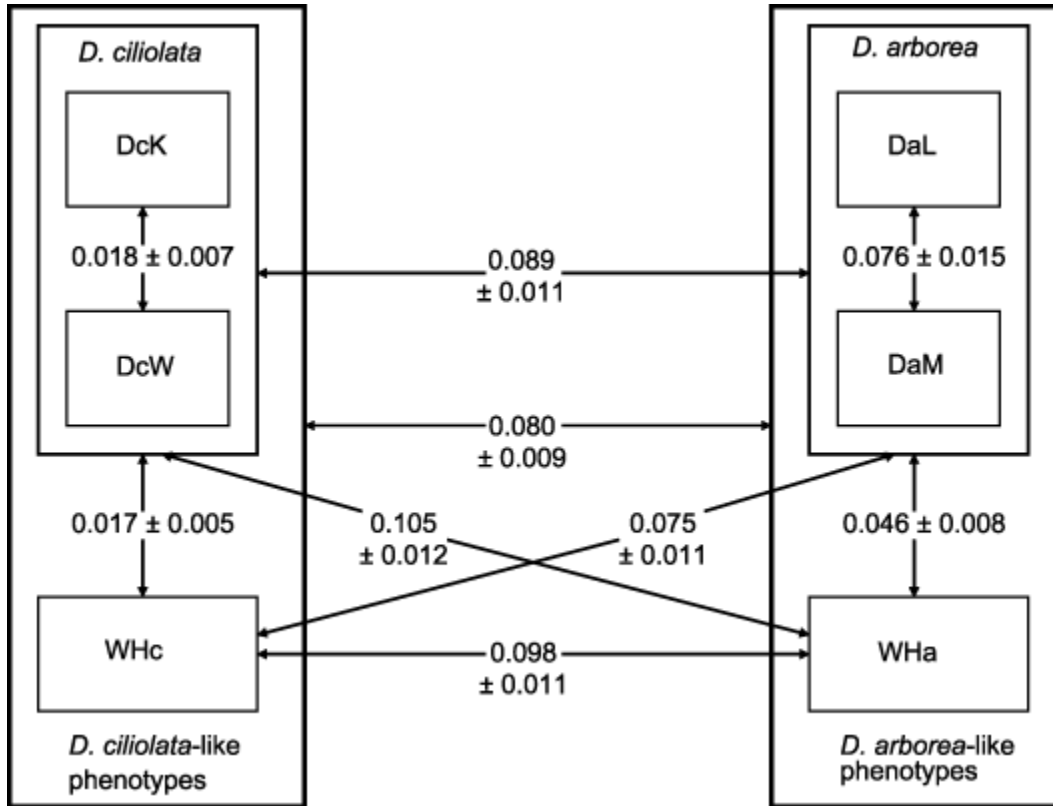 D. ciliolata
D. arborea
DcK
DaL
0.018 ± 0.007
0.089
± 0.011
0.076 ± 0.015
DcW
DaM
0.080
± 0.009
0.017 ± 0.005
0.105
± 0.012
0.075
± 0.011
0.046 ± 0.008
WHc
0.098
± 0.011
WHa
D. ciliolata-like
phenotypes
D. arborea-like
phenotypes